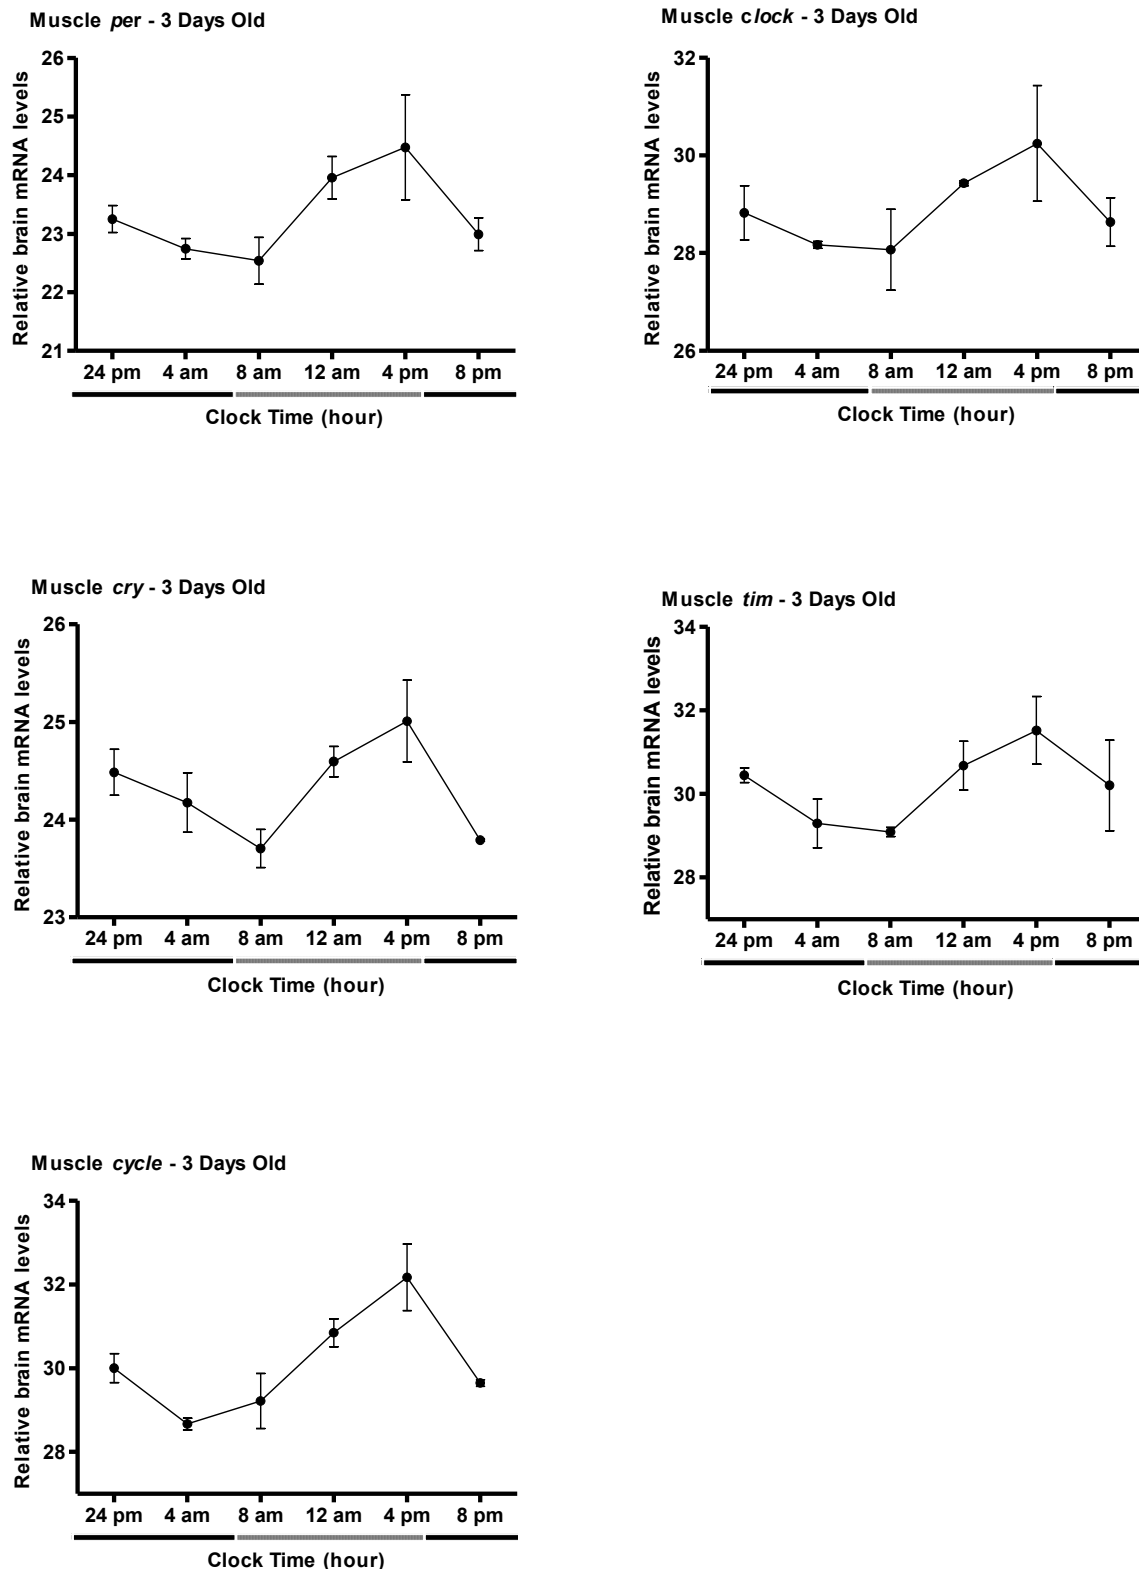 Muscle per - 3 Days Old
Relative brain mRNA levels
26
25
24
23
22
21
24 pm 4 am 8 am 12 am 4 pm 8 pm
Clock Time (hour)
Muscle clock - 3 Days Old
Relative brain mRNA levels
32
30
28
26
24 pm 4 am 8 am 12 am 4 pm 8 pm
Clock Time (hour)
Muscle cry - 3 Days Old
Relative brain mRNA levels
26
25
24
23
24 pm 4 am 8 am 12 am 4 pm 8 pm
Clock Time (hour)
Muscle tim - 3 Days Old
Relative brain mRNA levels
34
32
30
28
24 pm 4 am 8 am 12 am 4 pm 8 pm
Clock Time (hour)
Muscle cycle - 3 Days Old
Relative brain mRNA levels
34
32
30
28
24 pm 4 am 8 am 12 am 4 pm 8 pm
Clock Time (hour)